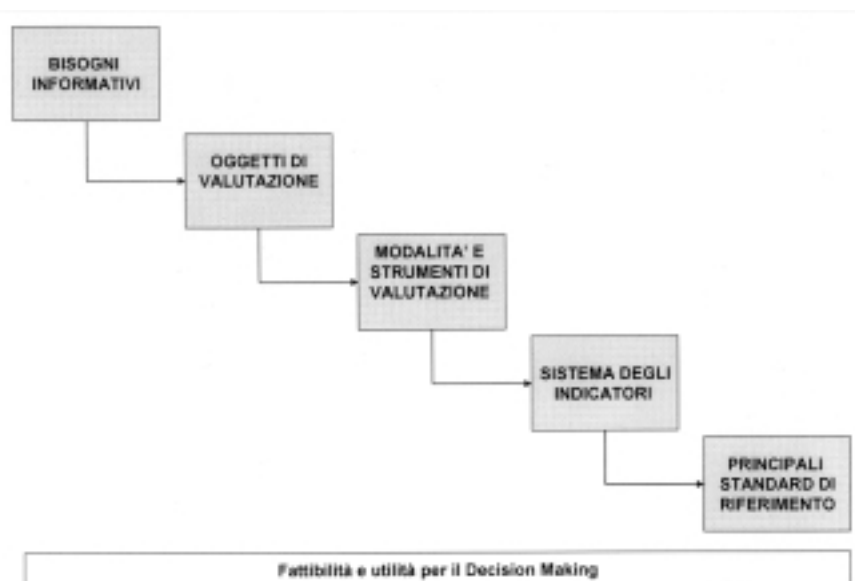 BISOGNI
INFORMATIVI
OGGETTI DI
VALUTAZIONE
MODALITA' E
STRUMENTI DI
VALUTAZIONE
SISTEMA DEGLI
INDICATORI
PRINCIPALI
STANDARD DI
RIFERIMENTO
Fattibilità e utilità per il Decision Making